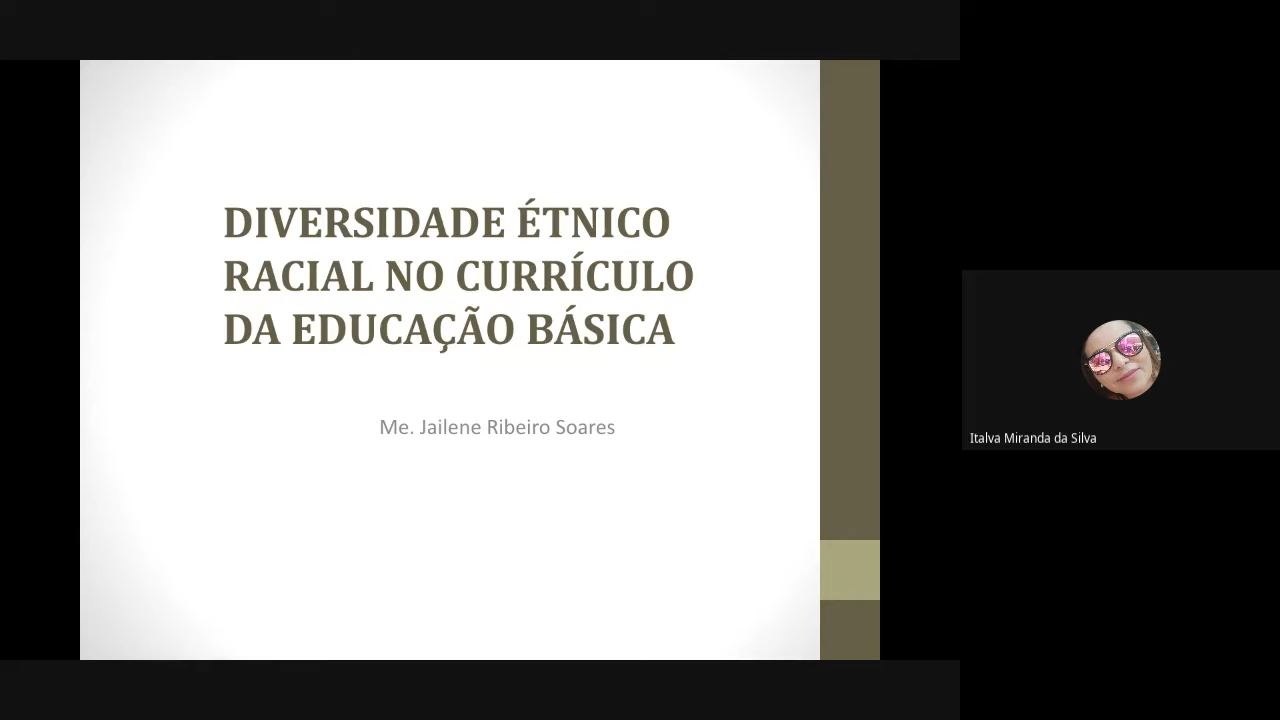 DIVERSIDADE ÉTNICO
RACIAL NO CURRÍCULO
DA EDUCAÇÃO BÁSICA
Me. Jailene Ribeiro Soares
Italva Miranda da Silva